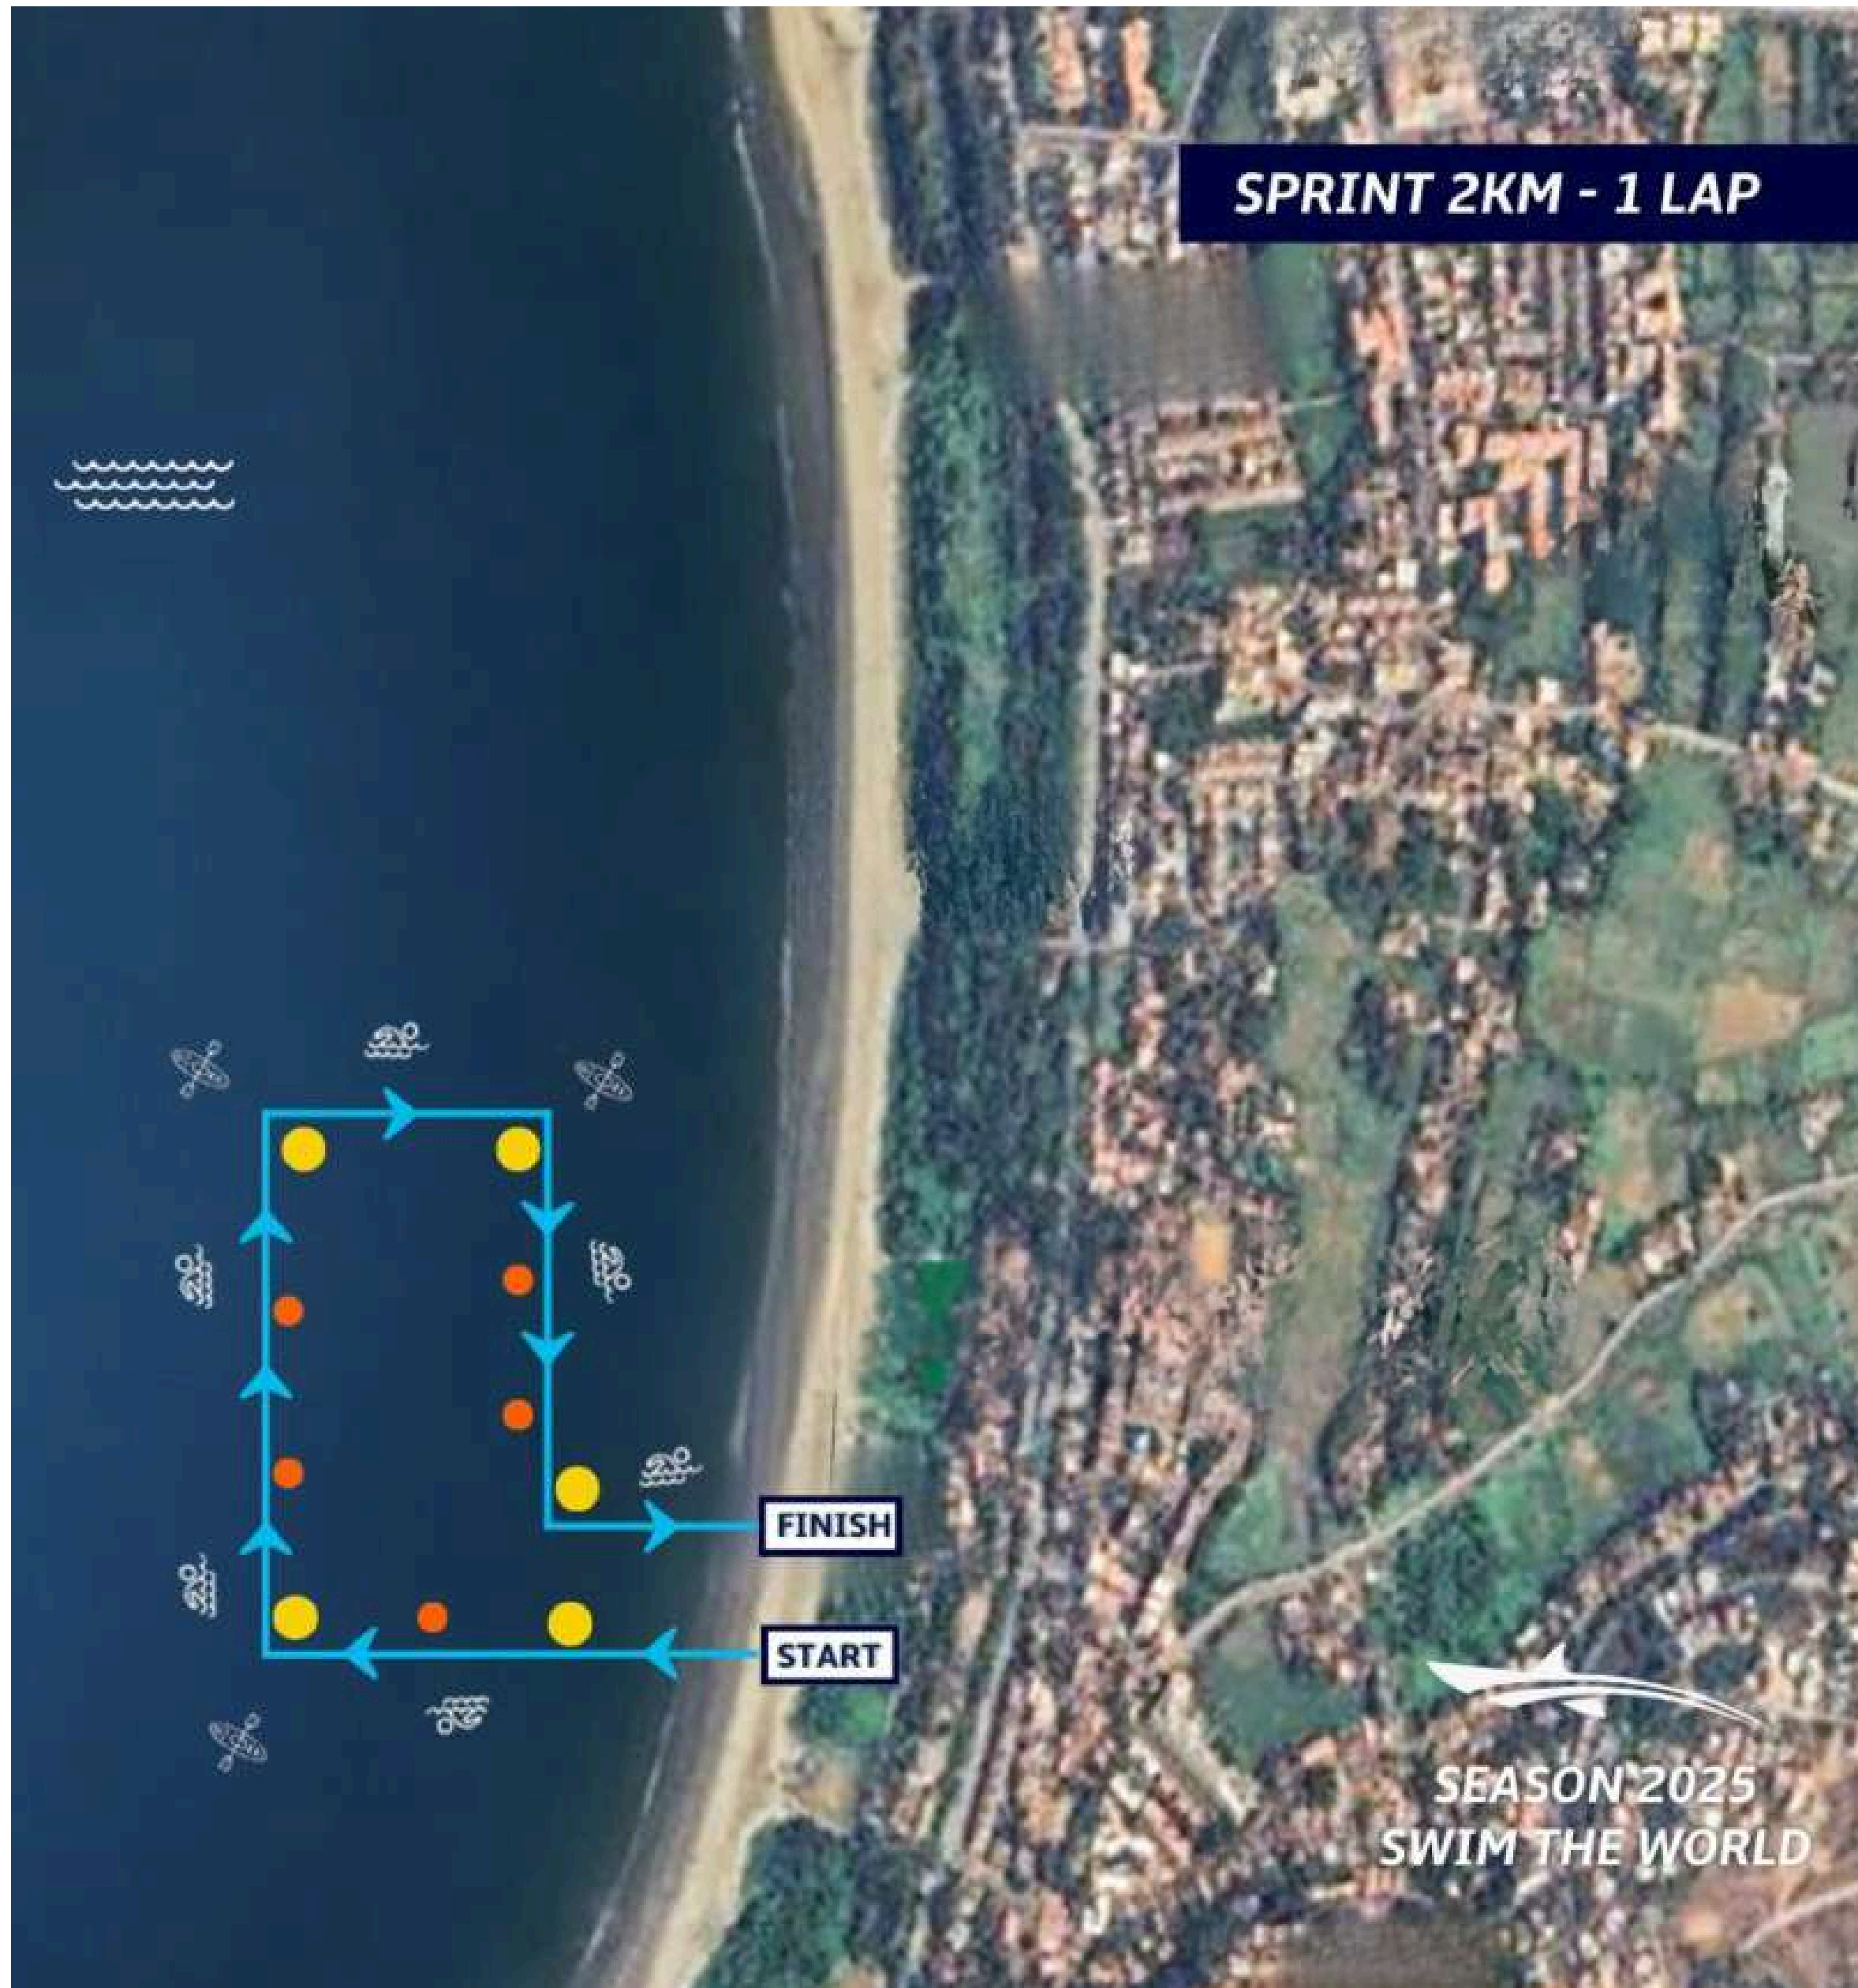 SPRINT 2KM - 1 LAP
FINISH
START
SEASON 2025
SWIM THE WORLD